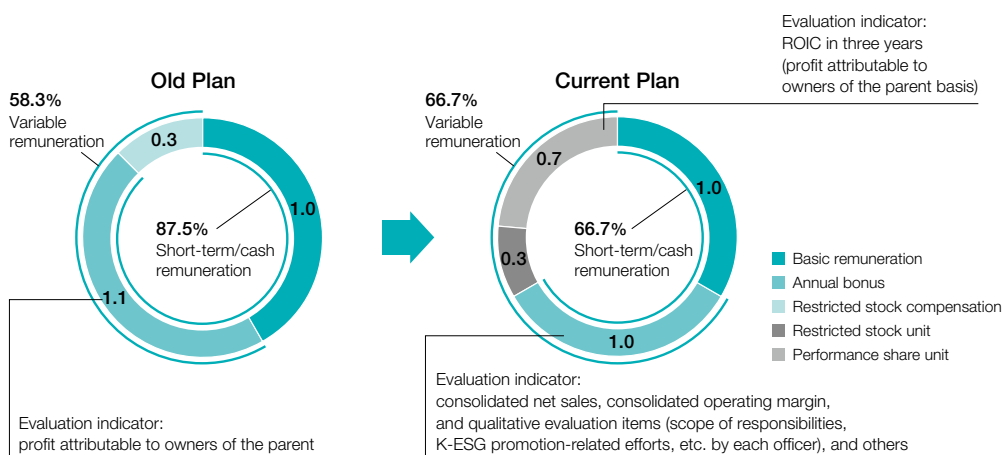 Evaluation indicator:
ROIC in three years
(profit attributable to
owners of the parent basis)
Old Plan
58.3%
Variable
remuneration
0.3
1.0
87.5%
Short-term/cash
remuneration
1.1
Evaluation indicator:
profit attributable to owners of the parent
Current Plan
66.7%
Variable
remuneration
0.7
1.0
66.7%
Short-term/cash
remuneration
0.3
1.0
Basic remuneration
Annual bonus
Restricted stock compensation
Restricted stock unit
Performance share unit
Evaluation indicator:
consolidated net sales, consolidated operating margin,
and qualitative evaluation items (scope of responsibilities,
K-ESG promotion-related efforts, etc. by each officer), and others